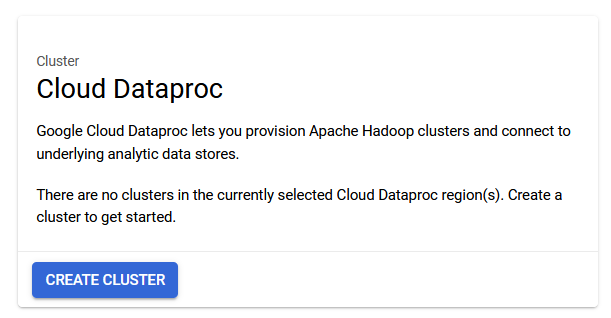 Cluster
Cloud Dataproc
Google Cloud Dataproc lets you provision Apache Hadoop clusters and connect to
underlying analytic data stores.
There are no clusters in the currently selected Cloud Dataproc region(s). Create a
cluster to get started.
CREATE CLUSTER